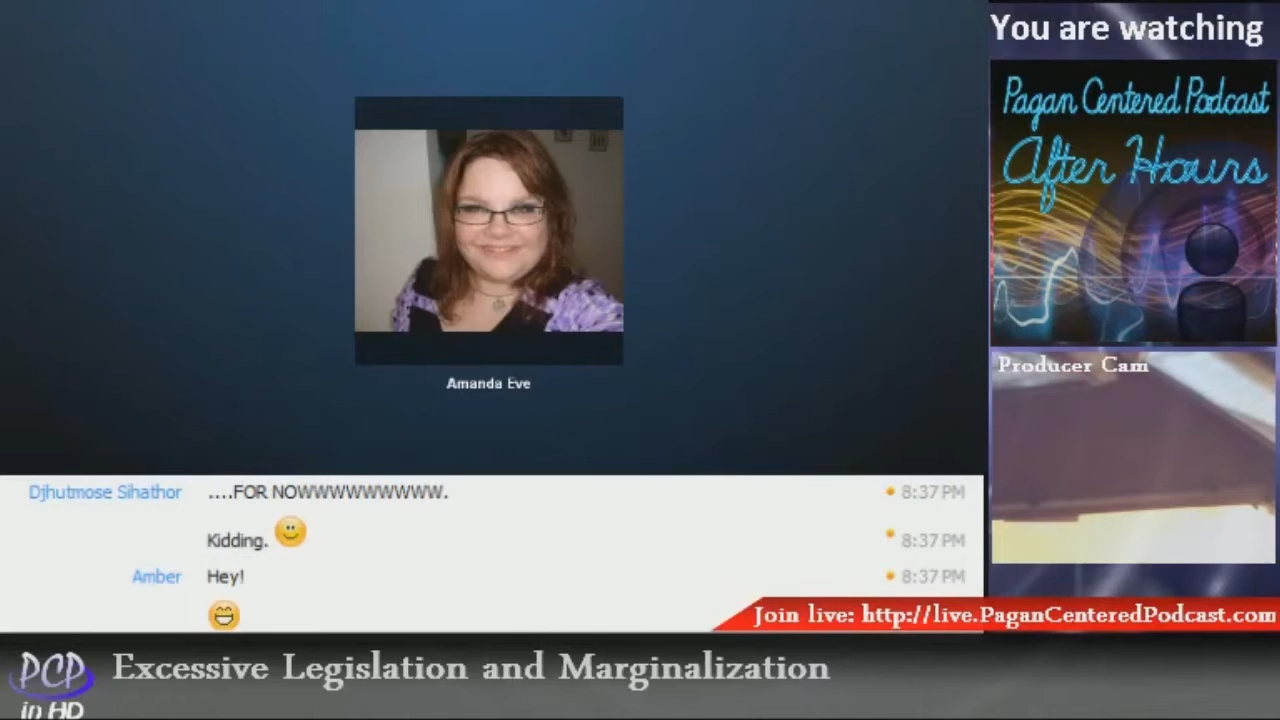 You are watching
Pagan Centered Podcast
After Hours
Producer Cam
Amanda Eve
Djhutmose Sihathor ....FOR NOWWWWWWWWW. 8:37 PM
Kidding. 8:37 PM
Amber Hey! 8:37 PM
Join live: http://live.PaganCenteredPodcast.com
PCP
in HD
Excessive Legislation and Marginalization